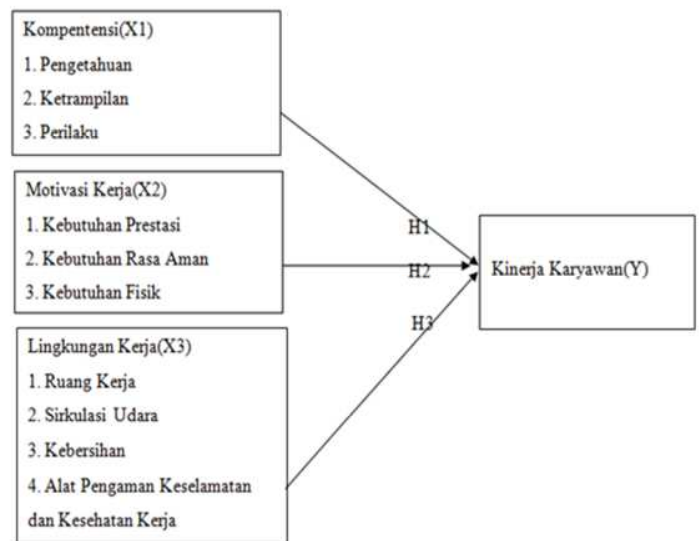 Kompentensi(X1)
1. Pengetahuan
2. Ketrampilan
3. Perilaku
Motivasi Kerja(X2)
1. Kebutuhan Prestasi
2. Kebutuhan Rasa Aman
3. Kebutuhan Fisik
Lingkungan Kerja(X3)
1. Ruang Kerja
2. Sirkulasi Udara
3. Kebersihan
4. Alat Pengaman Keselamatan
dan Kesehatan Kerja
H1
H2
H3
Kinerja Karyawan(Y)